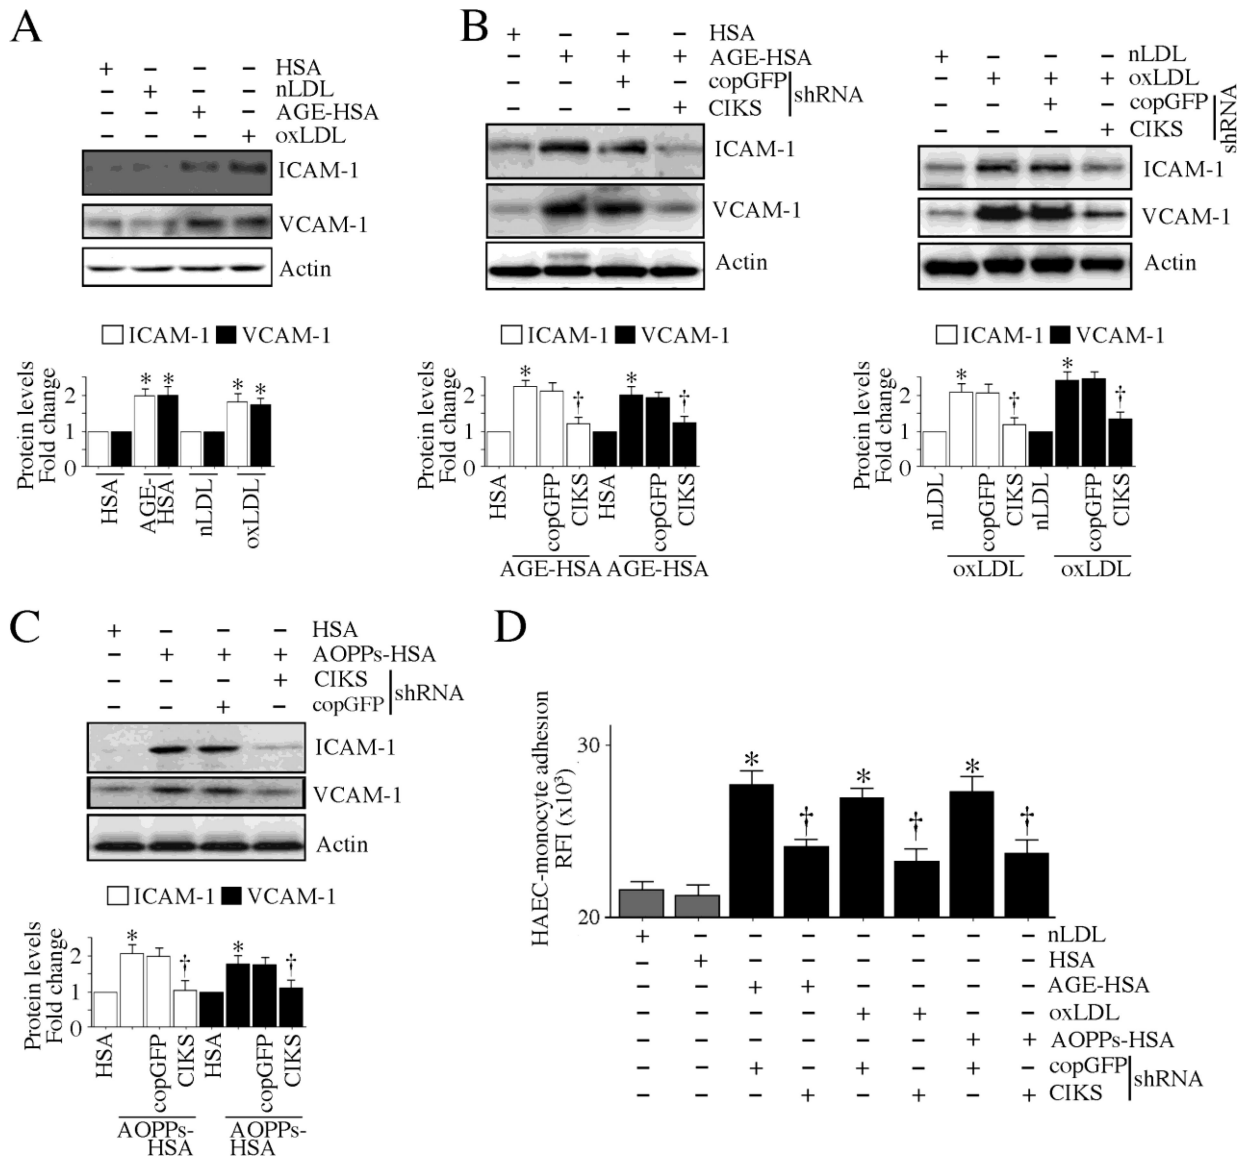 A
+ − − − HSA
− + − − nLDL
− − + − AGE-HSA
− − − + oxLDL
ICAM-1
VCAM-1
Actin
ICAM-1 VCAM-1
Protein levels
Fold change
2
1
0
* * * *
HSA
AGE-
HSA
nLDL
oxLDL
B
+ − − − HSA
− + + + AGE-HSA
− − + − copGFP
− − − + CIKS
shRNA
ICAM-1
VCAM-1
Actin
ICAM-1 VCAM-1
Protein levels
Fold change
2
1
0
* † * †
HSA
copGFP
CIKS
HSA
copGFP
CIKS
AGE-HSA AGE-HSA
+ − − − nLDL
− + + + oxLDL
− − + − copGFP
− − − + CIKS
shRNA
ICAM-1
VCAM-1
Actin
ICAM-1 VCAM-1
Protein levels
Fold change
2
1
0
* † * †
nLDL
copGFP
CIKS
nLDL
copGFP
CIKS
oxLDL oxLDL
C
+ − − − HSA
− + + + AOPPs-HSA
− − − + CIKS
− − + − copGFP
shRNA
ICAM-1
VCAM-1
Actin
ICAM-1 VCAM-1
Protein levels
Fold change
2
1
0
* † * †
HSA
copGFP
CIKS
HSA
copGFP
CIKS
AOPPs-
HSA
AOPPs-
HSA
D
HAEC-monocyte adhesion
RFI (x10³)
30
20
* † * † * †
+ − − − − − − − nLDL
− + − − − − − − HSA
− − + + − − − − AGE-HSA
− − − − + + − − oxLDL
− − − − − − + + AOPPs-HSA
− − + − + − + − copGFP
− − − + − + − + CIKS
shRNA